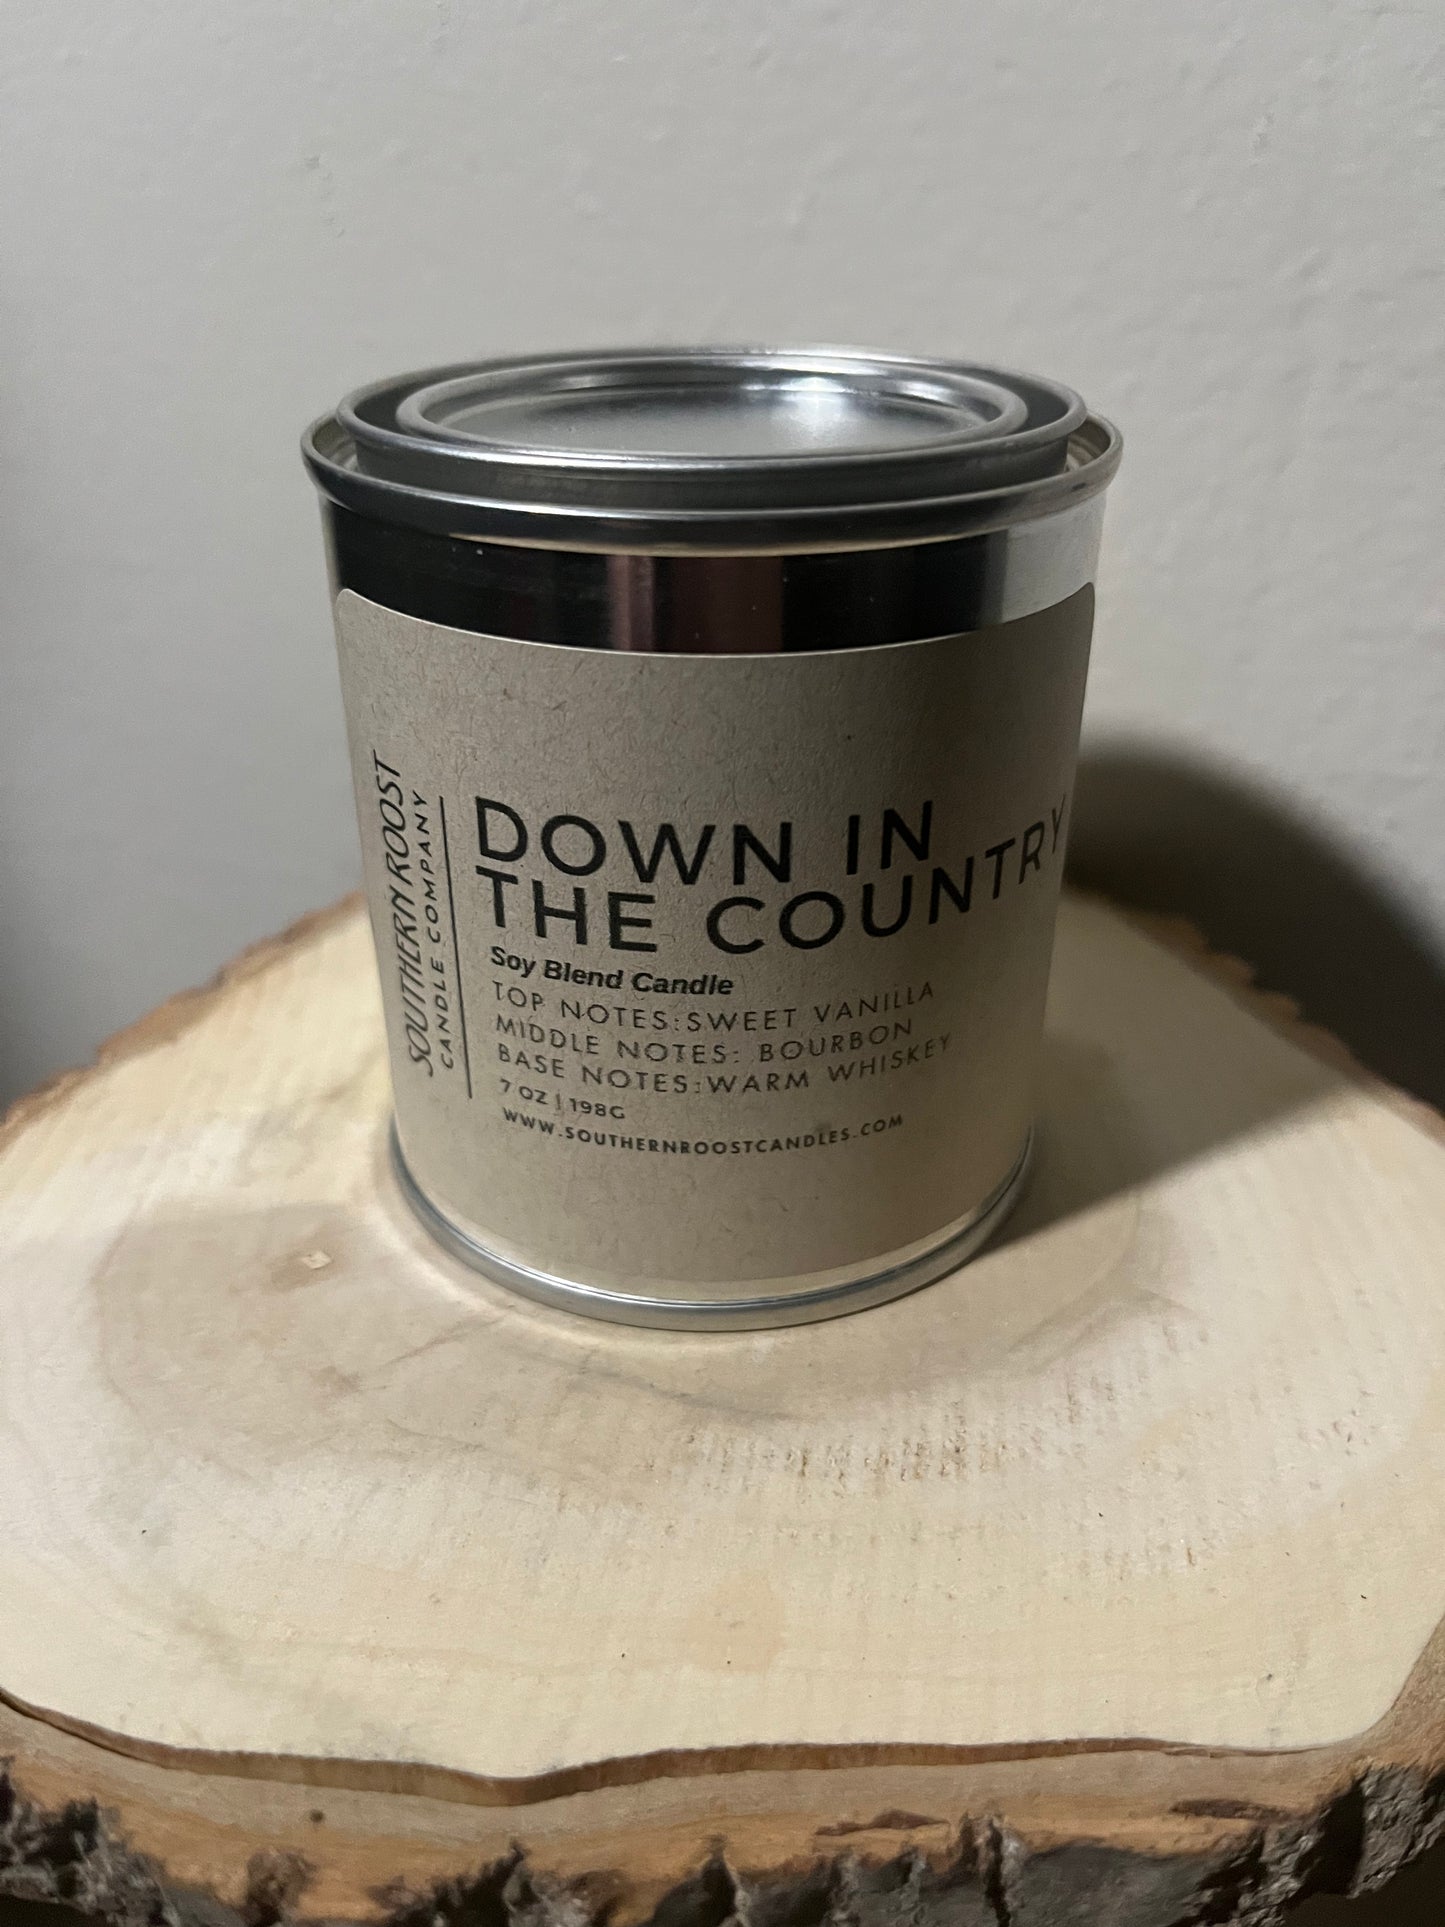 SOUTHERN ROOST
CANDLE COMPANY
DOWN IN
THE COUNTRY
Soy Blend Candle
TOP NOTES:SWEET VANILLA
MIDDLE NOTES: BOURBON
BASE NOTES:WARM WHISKEY
7 OZ | 198G
WWW.SOUTHERNROOSTCANDLES.COM